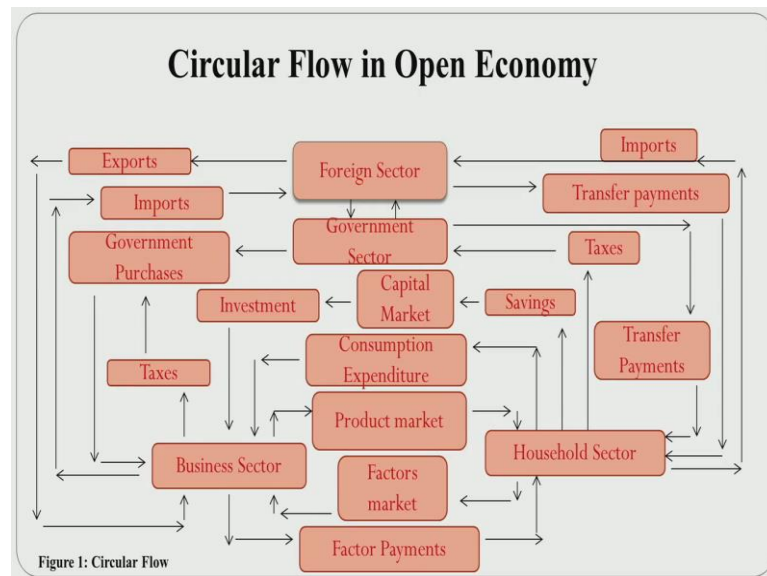 Circular Flow in Open Economy
Imports
Exports
Foreign Sector
Imports
Transfer payments
Government
Sector
Government
Purchases
Taxes
Capital
Market
Investment
Savings
Consumption
Expenditure
Transfer
Payments
Taxes
Product market
Business Sector
Household Sector
Factors
market
Factor Payments
Figure 1: Circular Flow